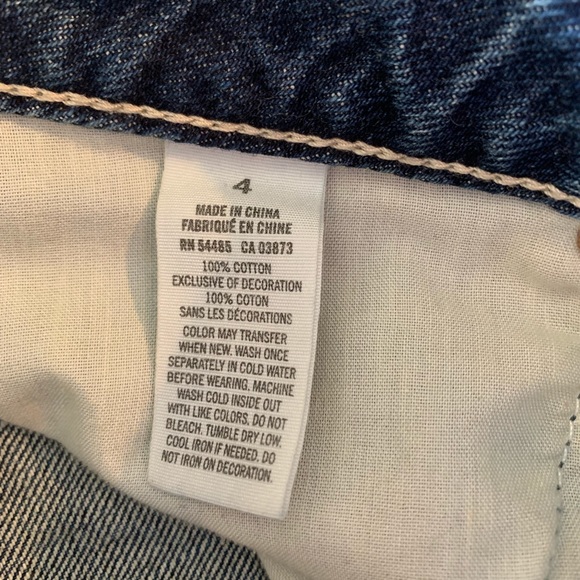 4
MADE IN CHINA
FABRIQUÉ EN CHINE
RN 54485 CA 03873
100% COTTON
EXCLUSIVE OF DECORATION
100% COTON
SANS LES DÉCORATIONS
COLOR MAY TRANSFER
WHEN NEW. WASH ONCE
SEPARATELY IN COLD WATER
BEFORE WEARING. MACHINE
WASH COLD INSIDE OUT
WITH LIKE COLORS. DO NOT
BLEACH. TUMBLE DRY LOW.
COOL IRON IF NEEDED. DO
NOT IRON ON DECORATION.